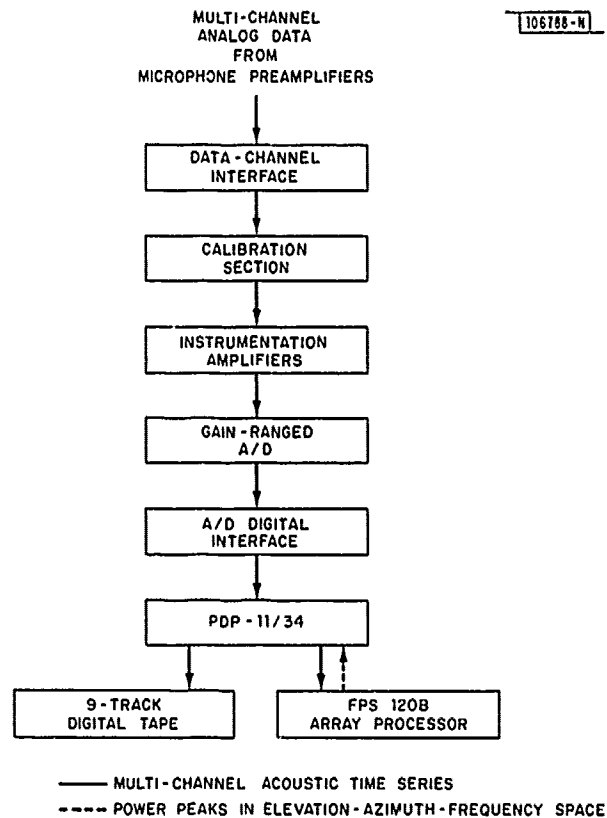 MULTI-CHANNEL
ANALOG DATA
FROM
MICROPHONE PREAMPLIFIERS
106788-N
DATA-CHANNEL
INTERFACE
CALIBRATION
SECTION
INSTRUMENTATION
AMPLIFIERS
GAIN-RANGED
A/D
A/D DIGITAL
INTERFACE
PDP-11/34
9-TRACK
DIGITAL TAPE
FPS 120B
ARRAY PROCESSOR
MULTI-CHANNEL ACOUSTIC TIME SERIES
POWER PEAKS IN ELEVATION-AZIMUTH-FREQUENCY SPACE